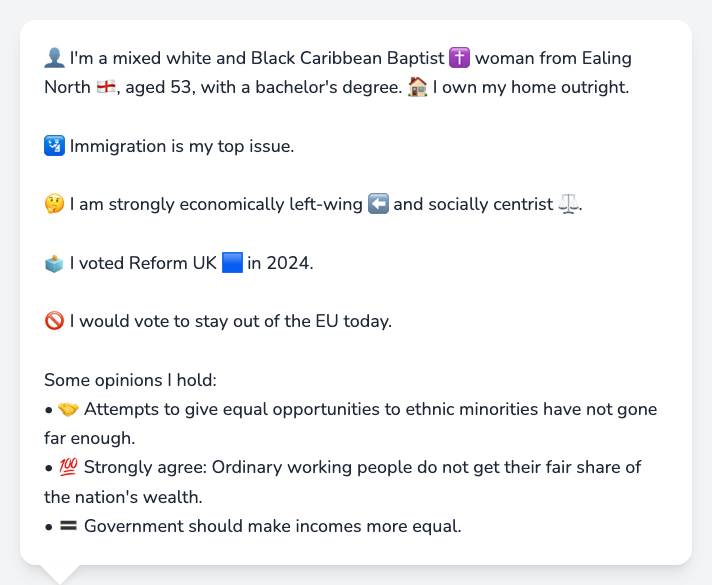 👤 I'm a mixed white and Black Caribbean Baptist ✝️ woman from Ealing
North 🏴󠁧󠁢󠁥󠁮󠁧󠁿, aged 53, with a bachelor's degree. 🏠 I own my home outright.
🛂 Immigration is my top issue.
🤔 I am strongly economically left-wing ⬅️ and socially centrist ⚖️.
🗳️ I voted Reform UK 🟦 in 2024.
🚫 I would vote to stay out of the EU today.
Some opinions I hold:
• 🤝 Attempts to give equal opportunities to ethnic minorities have not gone
far enough.
• 💯 Strongly agree: Ordinary working people do not get their fair share of
the nation's wealth.
• 🟰 Government should make incomes more equal.